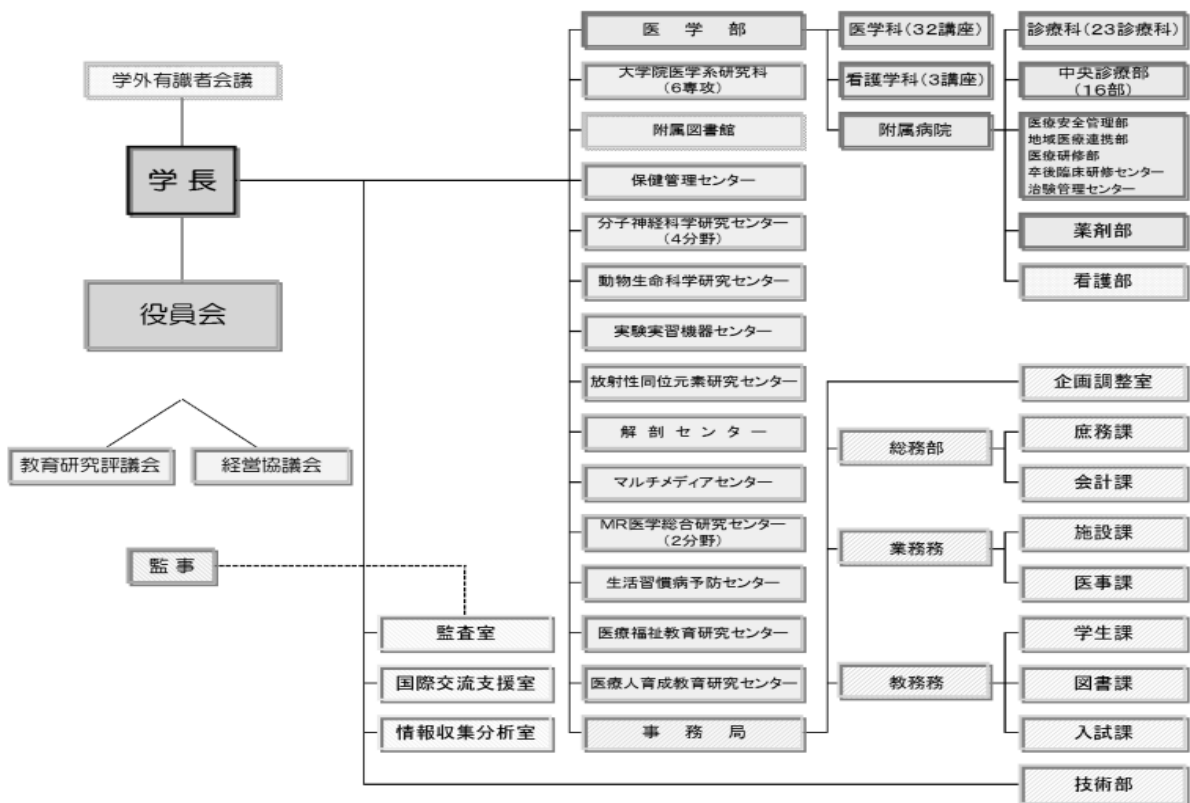 学外有識者会議
学長
役員会
教育研究評議会
経営協議会
監事
監査室
国際交流支援室
情報収集分析室
医学部
大学院医学系研究科
(6専攻)
附属図書館
保健管理センター
分子神経科学研究センター
(4分野)
動物生命科学研究センター
実験実習機器センター
放射性同位元素研究センター
解剖センター
マルチメディアセンター
MR医学総合研究センター
(2分野)
生活習慣病予防センター
医療福祉教育研究センター
医療人育成教育研究センター
事務局
医学科(32講座)
看護学科(3講座)
附属病院
診療科(23診療科)
中央診療部
(16部)
医療安全管理部
地域医療連携部
医療研修部
卒後臨床研修センター
治験管理センター
薬剤部
看護部
企画調整室
総務部
庶務課
会計課
業務務
施設課
医事課
教務務
学生課
図書課
入試課
技術部